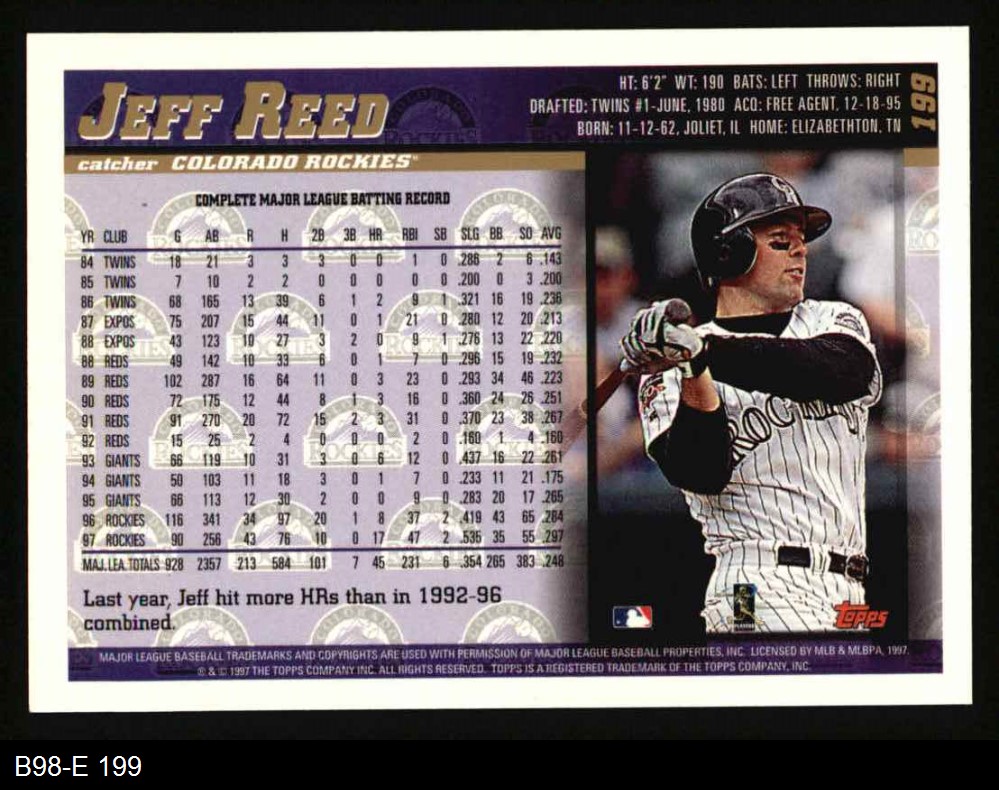 JEFF REED
HT: 6'2" WT: 190 BATS: LEFT THROWS: RIGHT
DRAFTED: TWINS #1-JUNE, 1980 ACQ: FREE AGENT, 12-18-95
BORN: 11-12-62, JOLIET, IL HOME: ELIZABETHTON, TN
199
catcher COLORADO ROCKIES
COMPLETE MAJOR LEAGUE BATTING RECORD
YR CLUB G AB R H 2B 3B HR RBI SB SLG BB SO AVG
84 TWINS 18 21 3 3 3 0 0 1 0 .286 2 6 .143
85 TWINS 7 10 2 2 0 0 0 0 0 .200 0 3 .200
86 TWINS 68 165 13 39 6 1 2 9 1 .321 16 19 .236
87 EXPOS 75 207 15 44 11 0 1 21 0 .280 12 20 .213
88 EXPOS 43 123 10 27 3 2 0 9 1 .276 13 22 .220
88 REDS 49 142 10 33 6 0 1 7 0 .296 15 19 .232
89 REDS 102 287 16 64 11 0 3 23 0 .293 34 46 .223
90 REDS 72 175 12 44 8 1 3 16 0 .360 24 26 .251
91 REDS 91 270 20 72 15 2 3 31 0 .370 23 38 .267
92 REDS 15 25 2 4 0 0 0 2 0 .160 1 4 .160
93 GIANTS 66 119 10 31 3 0 6 12 0 .437 16 22 .261
94 GIANTS 50 103 11 18 3 0 1 7 0 .233 11 21 .175
95 GIANTS 66 113 12 30 2 0 0 9 0 .283 20 17 .265
96 ROCKIES 116 341 34 97 20 1 8 37 2 .419 43 65 .284
97 ROCKIES 90 256 43 76 10 0 17 47 2 .535 35 55 .297
MAJ. LEA. TOTALS 928 2357 213 584 101 7 45 231 6 .354 265 383 .248
Last year, Jeff hit more HRs than in 1992-96
combined.
ROCKIES
Topps
MAJOR LEAGUE BASEBALL TRADEMARKS AND COPYRIGHTS ARE USED WITH PERMISSION OF MAJOR LEAGUE BASEBALL PROPERTIES, INC. LICENSED BY MLB & MLBPA, 1997.
® & © 1997 THE TOPPS COMPANY INC. ALL RIGHTS RESERVED. TOPPS IS A REGISTERED TRADEMARK OF THE TOPPS COMPANY, INC.
B98-E 199